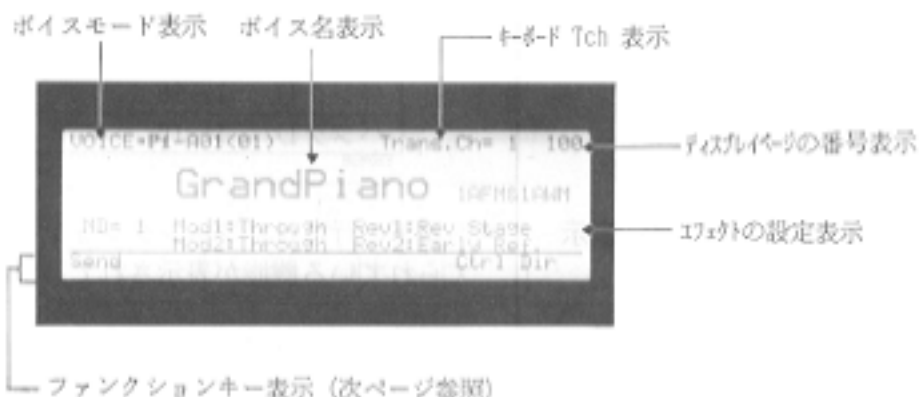 ボイスモード表示 ボイス名表示
キーボード Tch 表示
VOICE•P1-A01(01) Trans.Ch= 1 100
ディスプレイページの番号表示
GrandPiano 1AFM&1AWM
MD= 1 Mod1:Through Rev1:Rev Stage
エフェクトの設定表示
Mod2:Through Rev2:Early Ref.
Send Ctrl Dir
ファンクションキー表示 (次ページ参照)